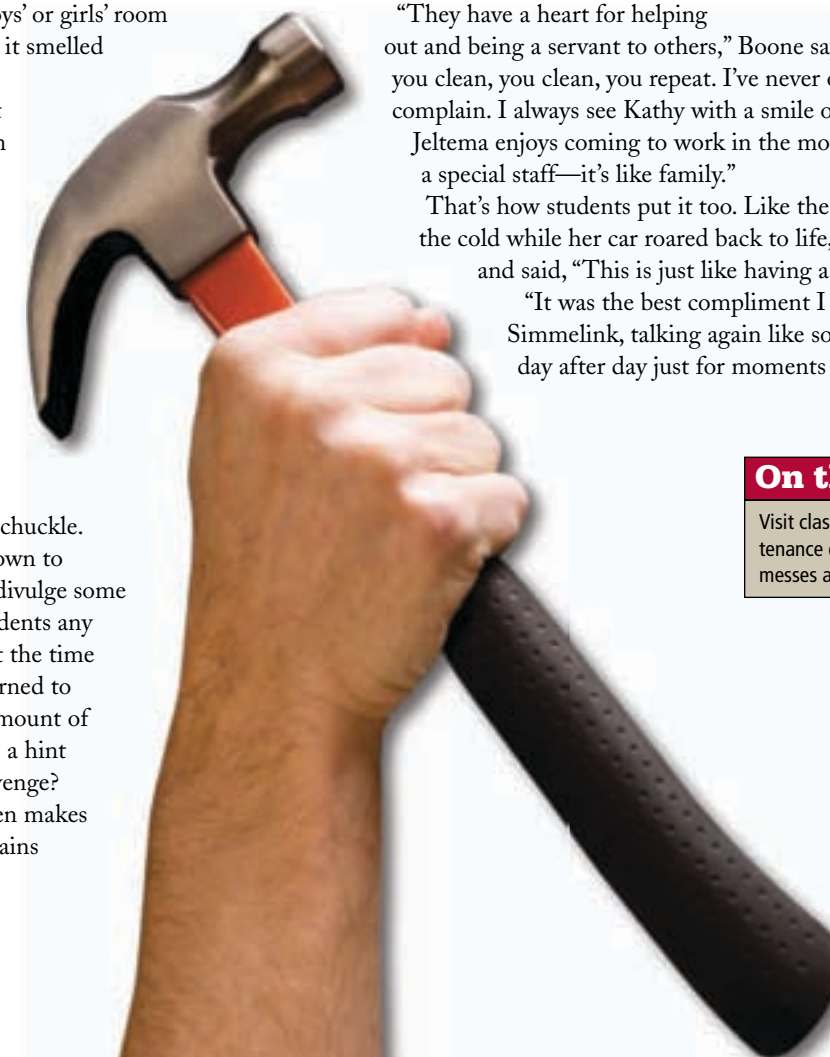 ys’ or girls’ room
it smelled
chuckle.
own to
divulge some
dents any
t the time
rned to
mount of
a hint
venge?
en makes
ains
“They have a heart for helping
out and being a servant to others,” Boone sa
you clean, you clean, you repeat. I’ve never
complain. I always see Kathy with a smile o
Jeltema enjoys coming to work in the mo
a special staff—it’s like family.”
That’s how students put it too. Like the
the cold while her car roared back to life,
and said, “This is just like having a
“It was the best compliment I
Simmelink, talking again like so
day after day just for moments
On th
Visit clas
tenance
messes a